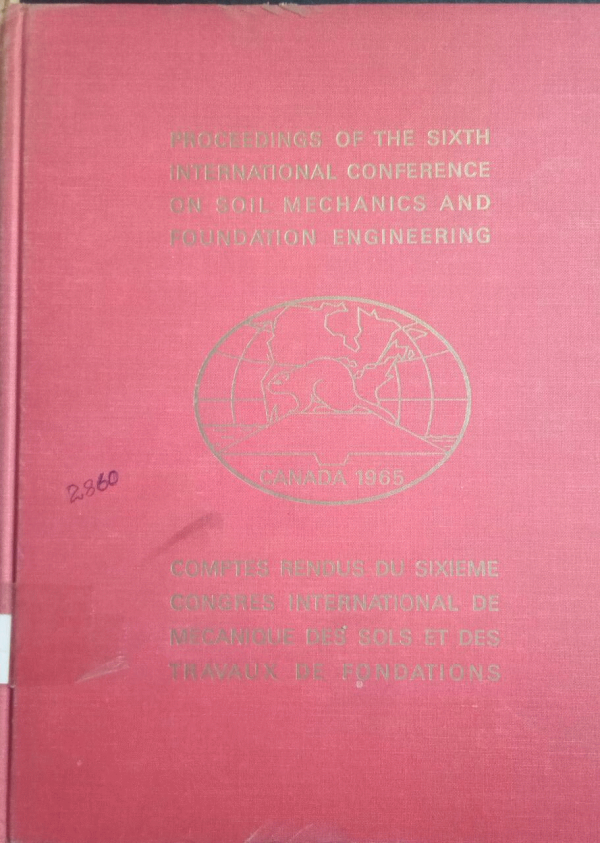 PROCEEDINGS OF THE SIXTH
INTERNATIONAL CONFERENCE
ON SOIL MECHANICS AND
FOUNDATION ENGINEERING
CANADA 1965
2860
COMPTES RENDUS DU SIXIEME
CONGRES INTERNATIONAL DE
MECANIQUE DES SOLS ET DES
TRAVAUX DE FONDATIONS